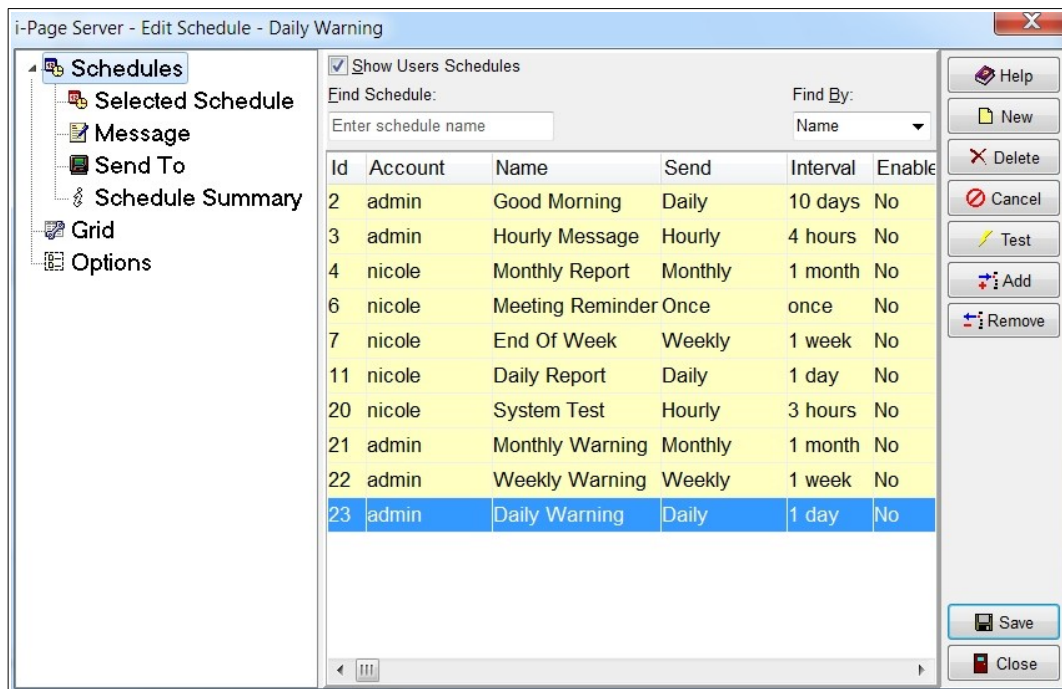 i-Page Server - Edit Schedule - Daily Warning
Schedules
Selected Schedule
Message
Send To
Schedule Summary
Grid
Options
Show Users Schedules
Find Schedule:
Find By:
Enter schedule name
Name
Id Account Name Send Interval Enable
2 admin Good Morning Daily 10 days No
3 admin Hourly Message Hourly 4 hours No
4 nicole Monthly Report Monthly 1 month No
6 nicole Meeting Reminder Once once No
7 nicole End Of Week Weekly 1 week No
11 nicole Daily Report Daily 1 day No
20 nicole System Test Hourly 3 hours No
21 admin Monthly Warning Monthly 1 month No
22 admin Weekly Warning Weekly 1 week No
23 admin Daily Warning Daily 1 day No
Help
New
Delete
Cancel
Test
Add
Remove
Save
Close